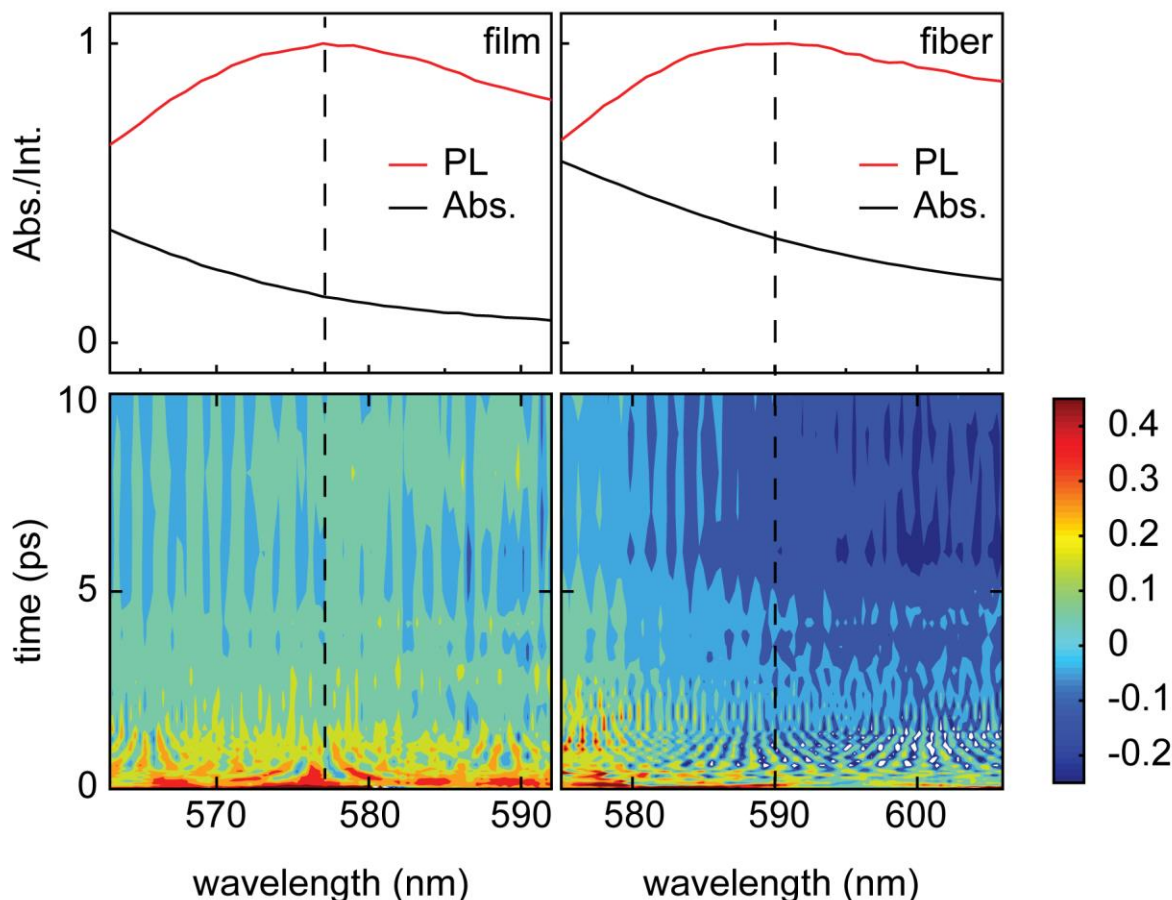 film
fiber
1
0
Abs./Int.
PL
Abs.
PL
Abs.
10
5
0
time (ps)
570
580
590
580
590
600
wavelength (nm)
wavelength (nm)
0.4
0.3
0.2
0.1
0
-0.1
-0.2